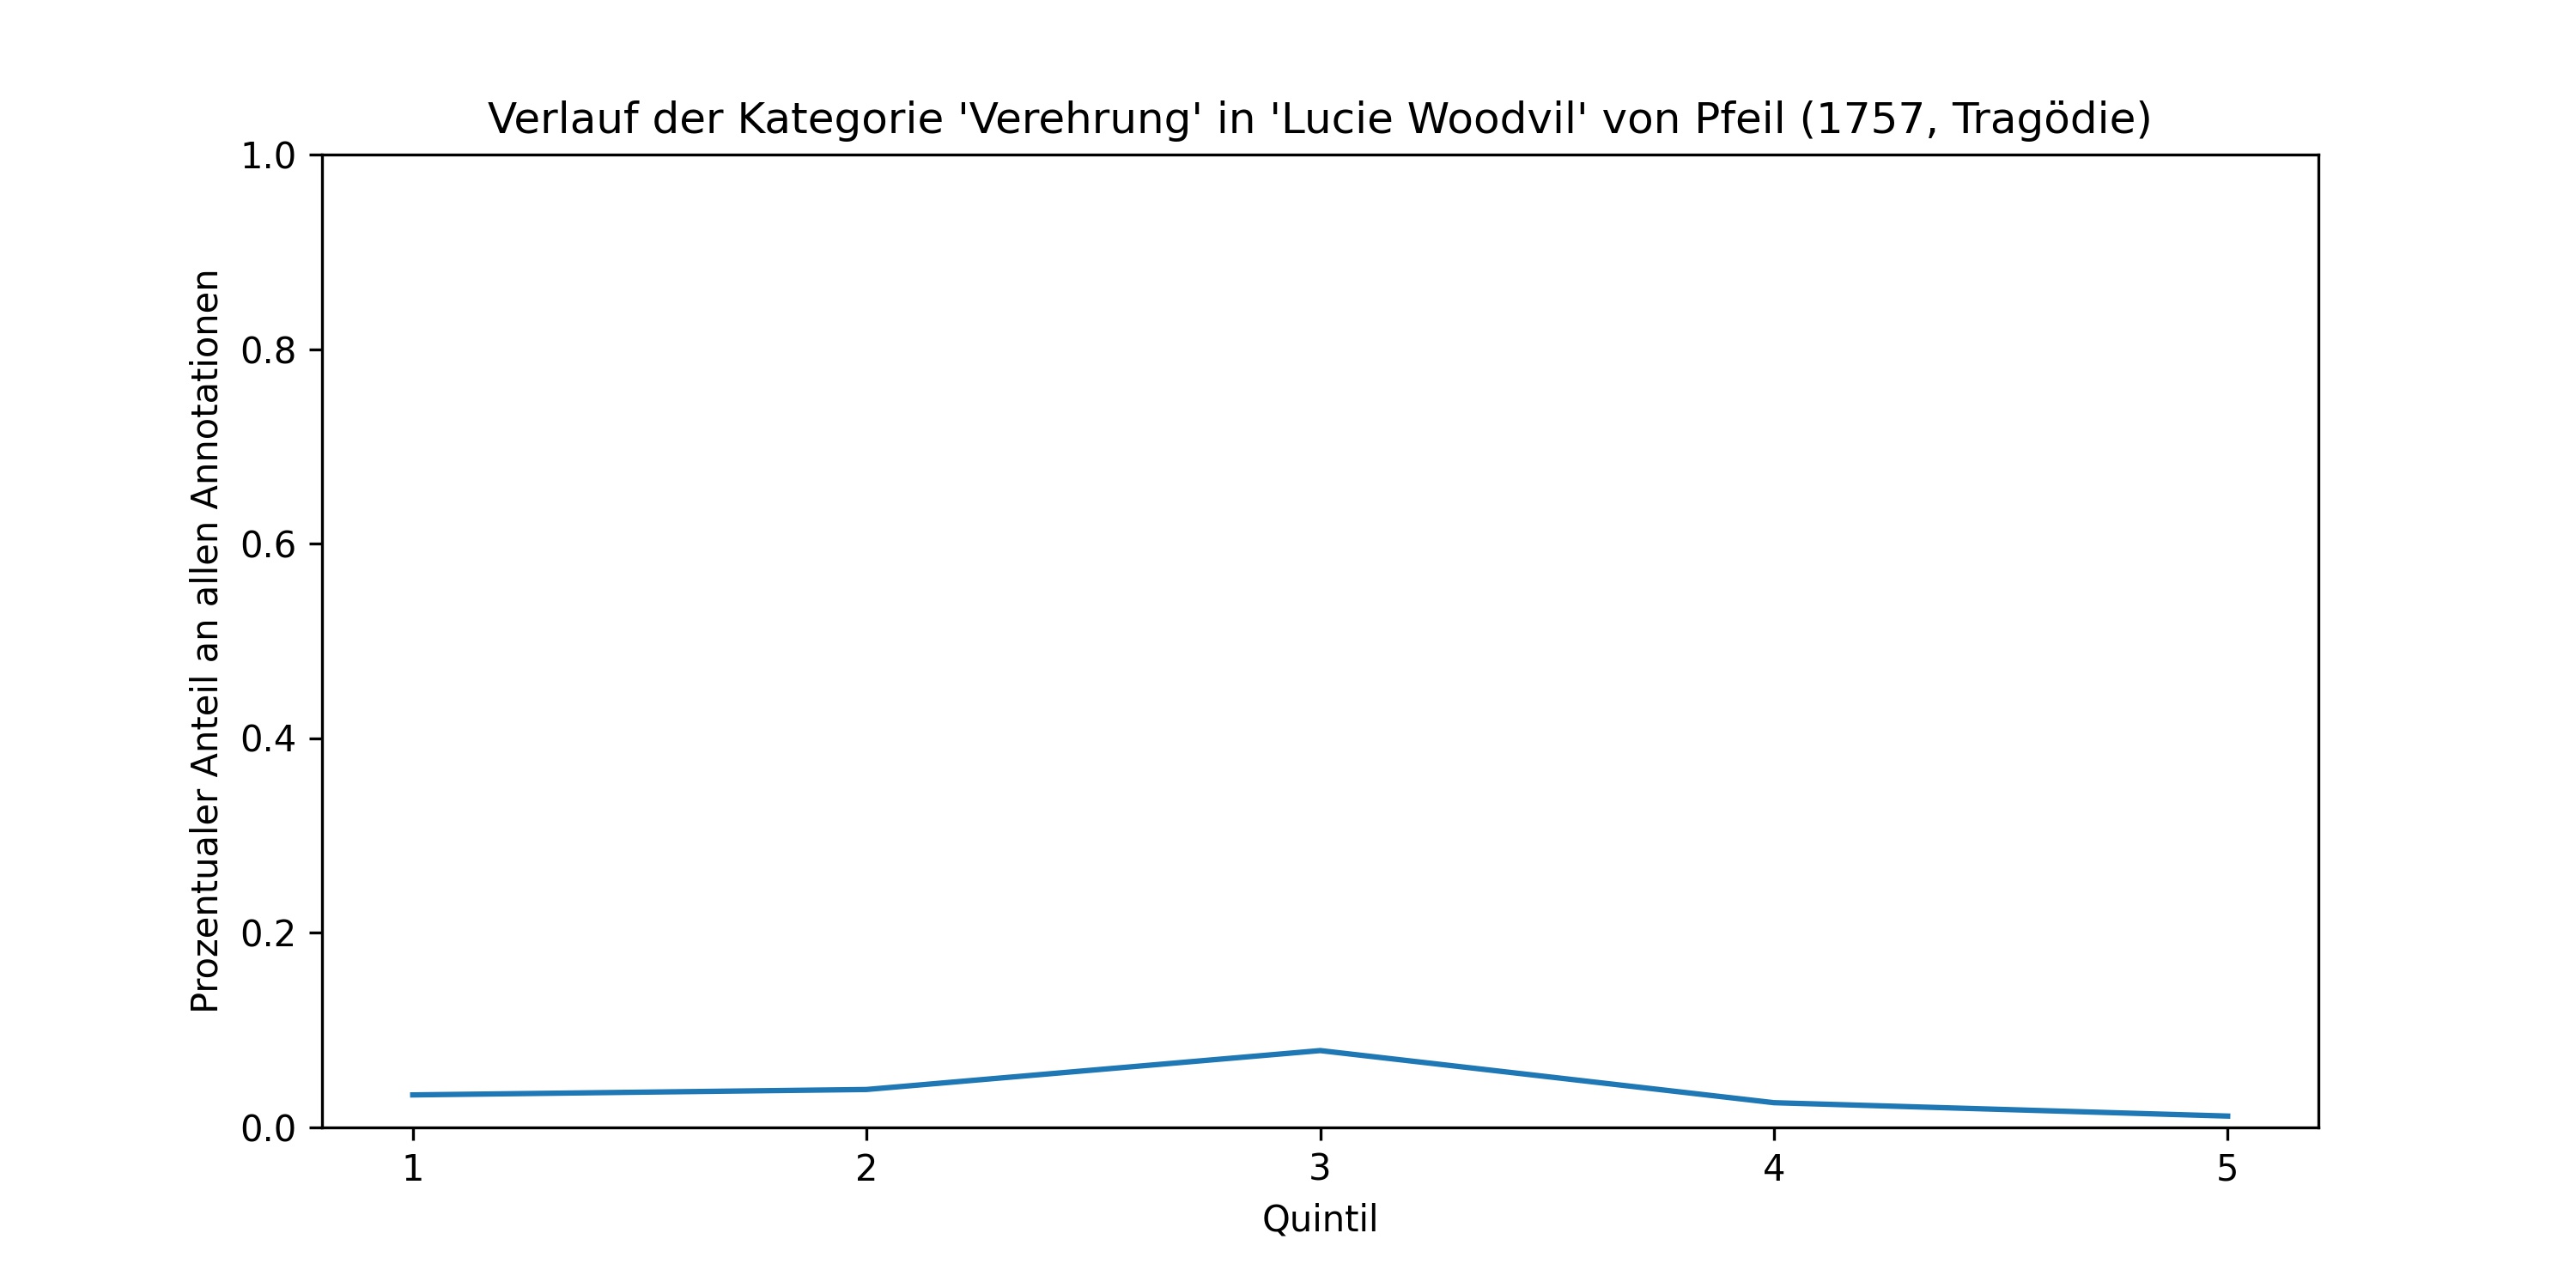 Verlauf der Kategorie 'Verehrung' in 'Lucie Woodvil' von Pfeil (1757, Tragödie)
Prozentualer Anteil an allen Annotationen
1.0
0.8
0.6
0.4
0.2
0.0
1 2 3 4 5
Quintil